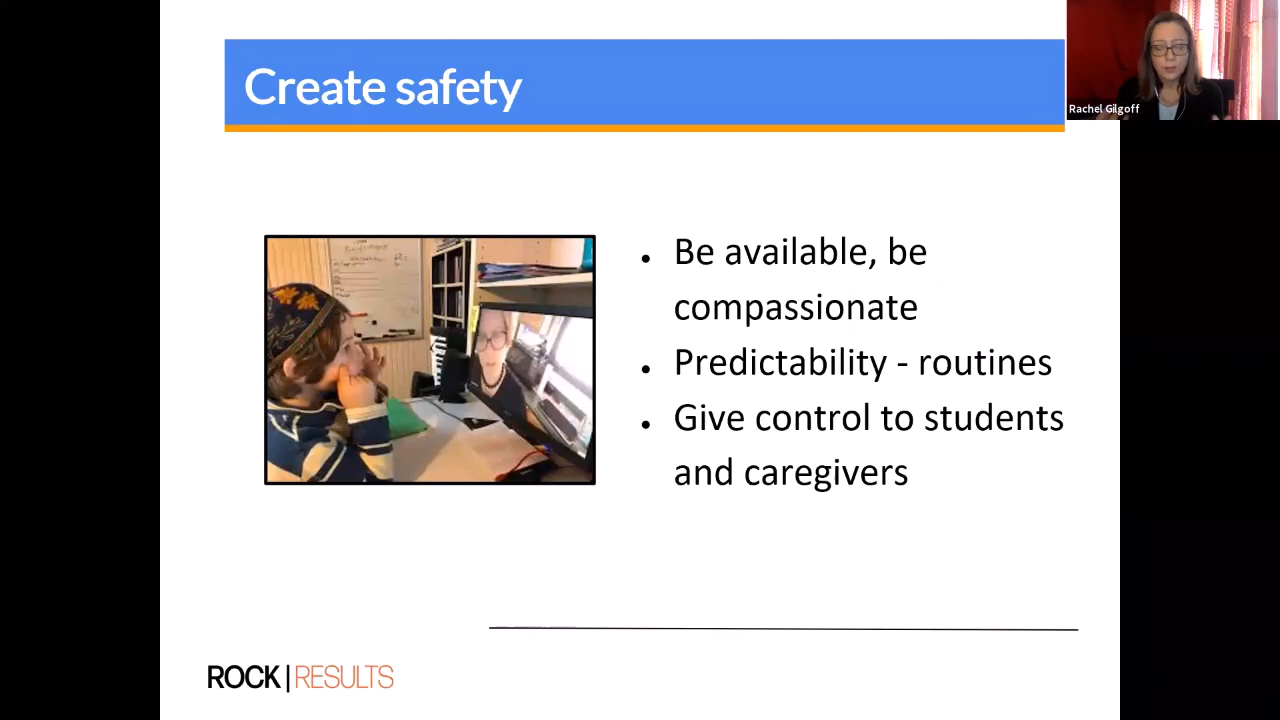 Create safety
Rachel Gilgoff
Be available, be
compassionate
Predictability - routines
Give control to students
and caregivers
ROCK|RESULTS